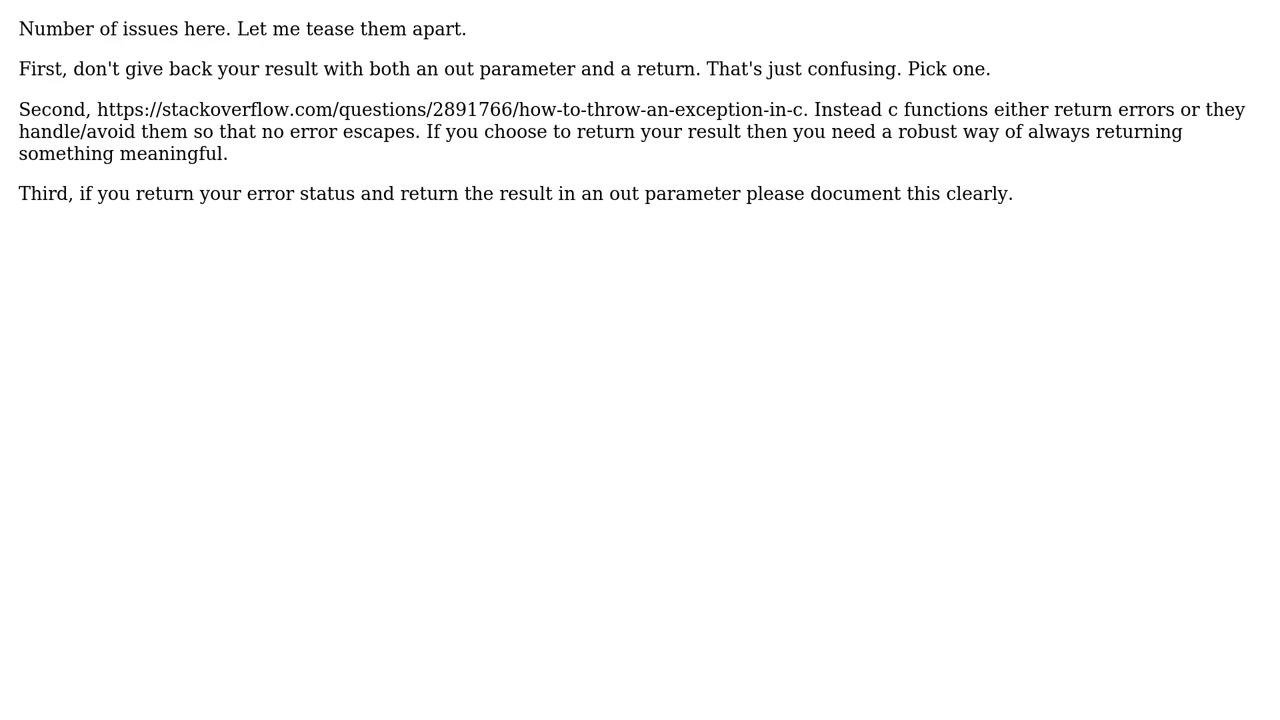 Number of issues here. Let me tease them apart.
First, don't give back your result with both an out parameter and a return. That's just confusing. Pick one.
Second, https://stackoverflow.com/questions/2891766/how-to-throw-an-exception-in-c. Instead c functions either return errors or they
handle/avoid them so that no error escapes. If you choose to return your result then you need a robust way of always returning
something meaningful.
Third, if you return your error status and return the result in an out parameter please document this clearly.